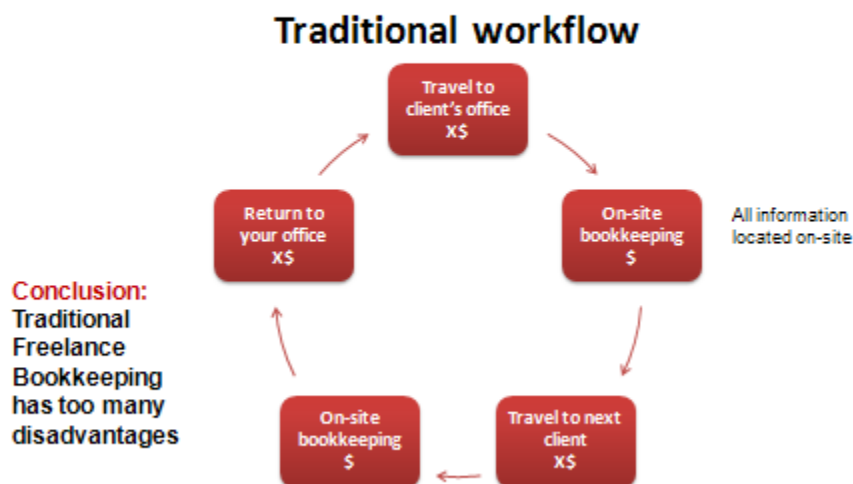 Traditional workflow
Travel to
client's office
X$
On-site
bookkeeping
$
All information
located on-site
Travel to next
client
X$
On-site
bookkeeping
$
Return to
your office
X$
Conclusion:
Traditional
Freelance
Bookkeeping
has too many
disadvantages